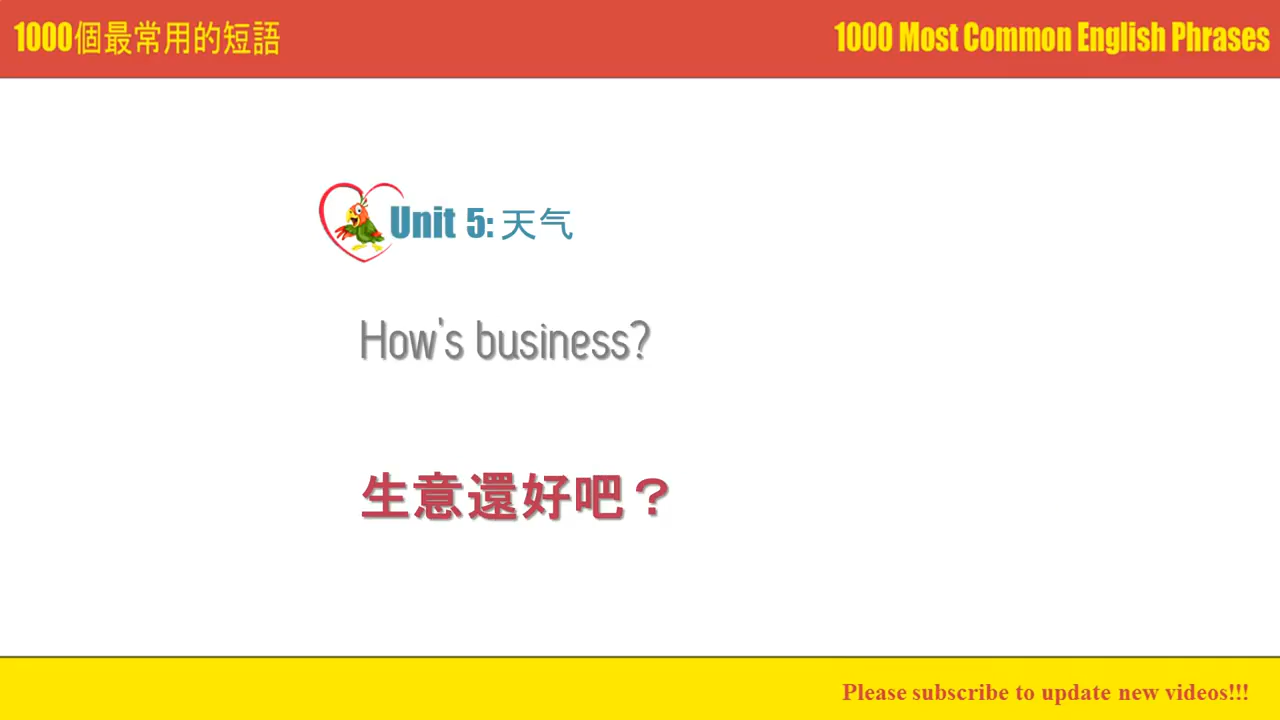 1000個最常用的短語
1000 Most Common English Phrases
Unit 5: 天气
How's business?
生意還好吧？
Please subscribe to update new videos!!!